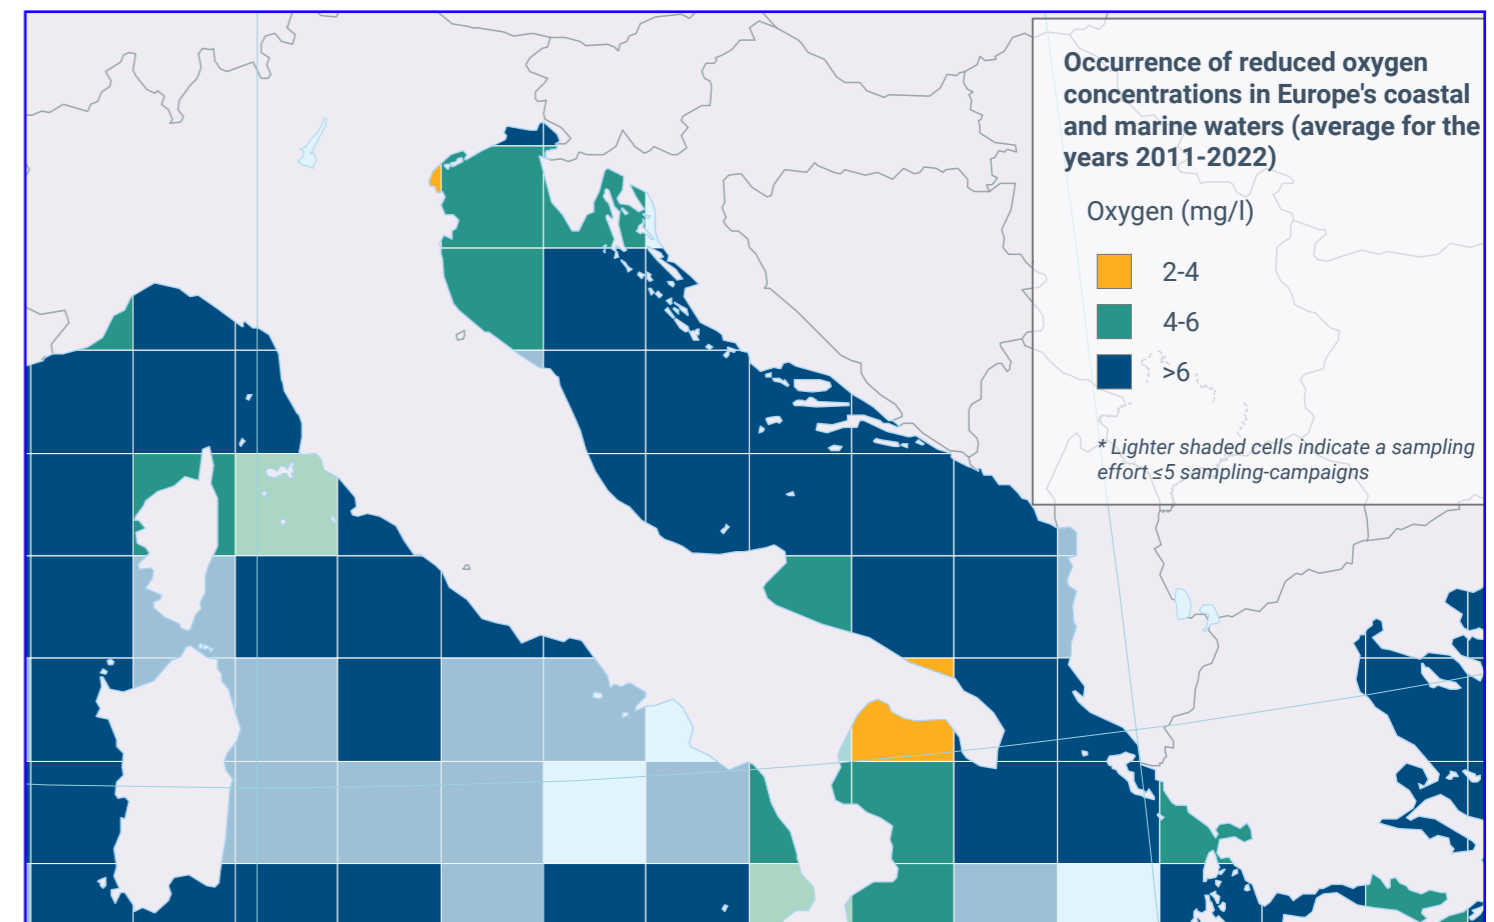 Occurrence of reduced oxygen
concentrations in Europe's coastal
and marine waters (average for the
years 2011-2022)
Oxygen (mg/l)
2-4
4-6
>6
* Lighter shaded cells indicate a sampling
effort ≤5 sampling-campaigns